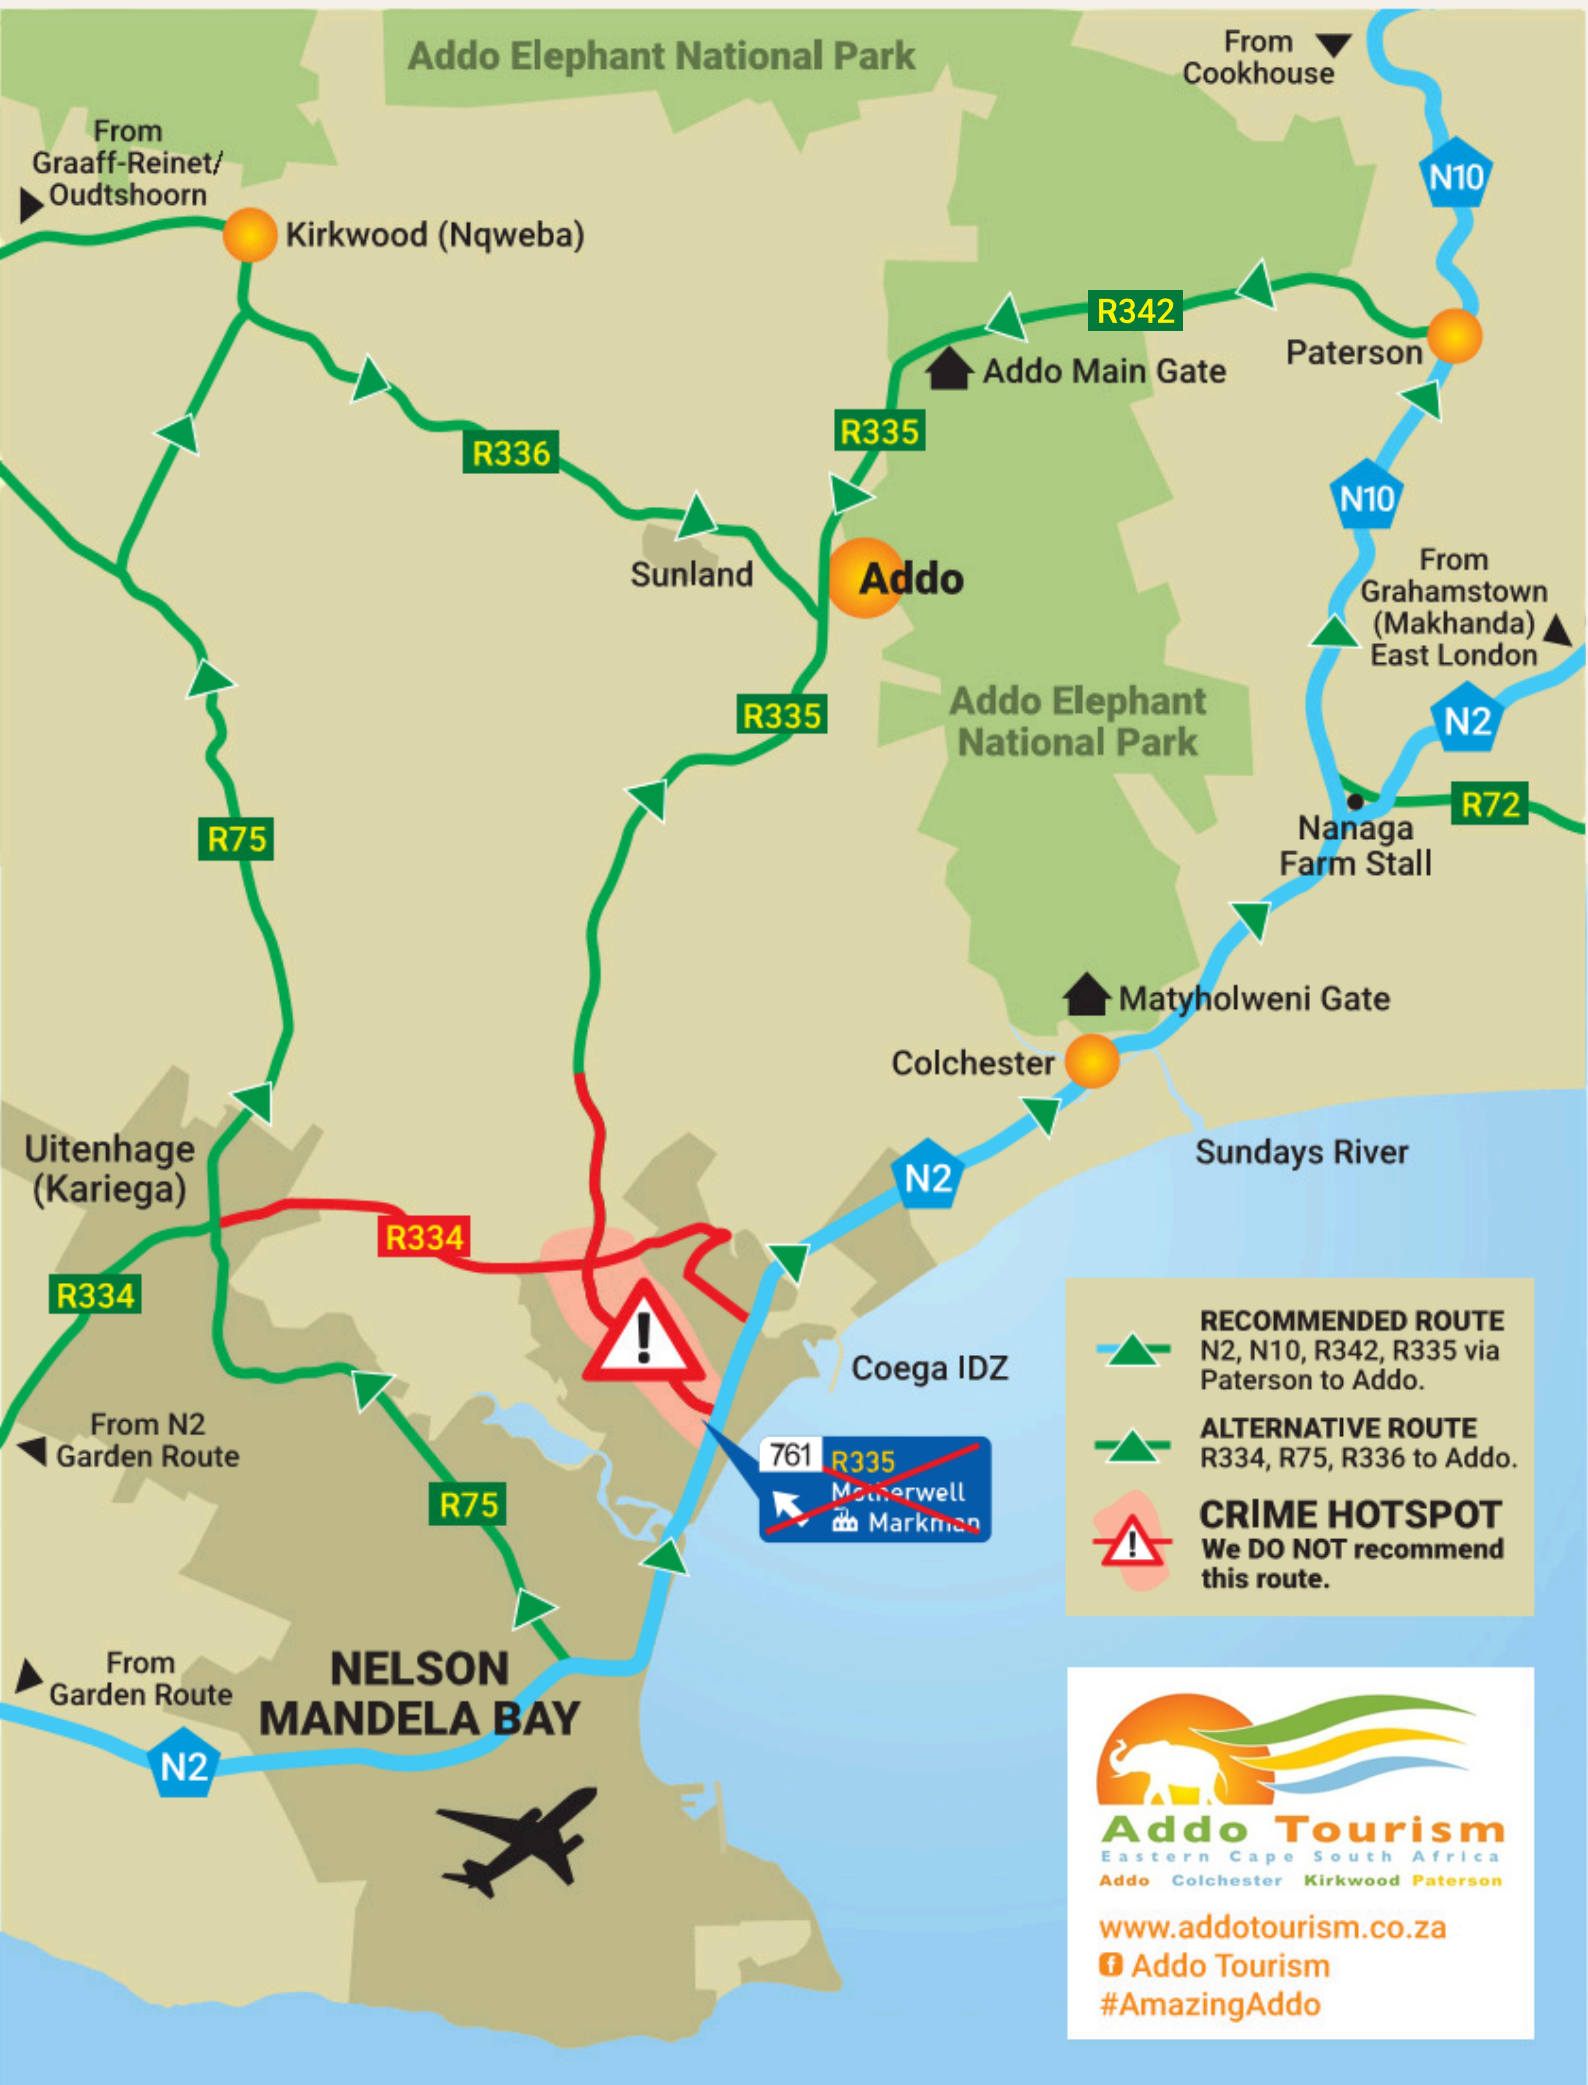 Addo Elephant National Park
From
Cookhouse
From
Graaff-Reinet/
Oudtshoorn
N10
Kirkwood (Nqweba)
R342
Paterson
Addo Main Gate
R335
R336
N10
From
Grahamstown
(Makhanda)
East London
Sunland
Addo
R335
Addo Elephant
National Park
N2
R75
R72
Nanaga
Farm Stall
Matyholweni Gate
Colchester
Uitenhage
(Kariega)
Sundays River
N2
R334
R334
Coega IDZ
From N2
Garden Route
761
R335
Motherwell
Markman
R75
RECOMMENDED ROUTE
N2, N10, R342, R335 via
Paterson to Addo.
ALTERNATIVE ROUTE
R334, R75, R336 to Addo.
CRIME HOTSPOT
We DO NOT recommend
this route.
From
Garden Route
NELSON
MANDELA BAY
N2
Addo Tourism
Eastern Cape South Africa
Addo Colchester Kirkwood Paterson
www.addotourism.co.za
Addo Tourism
#AmazingAddo